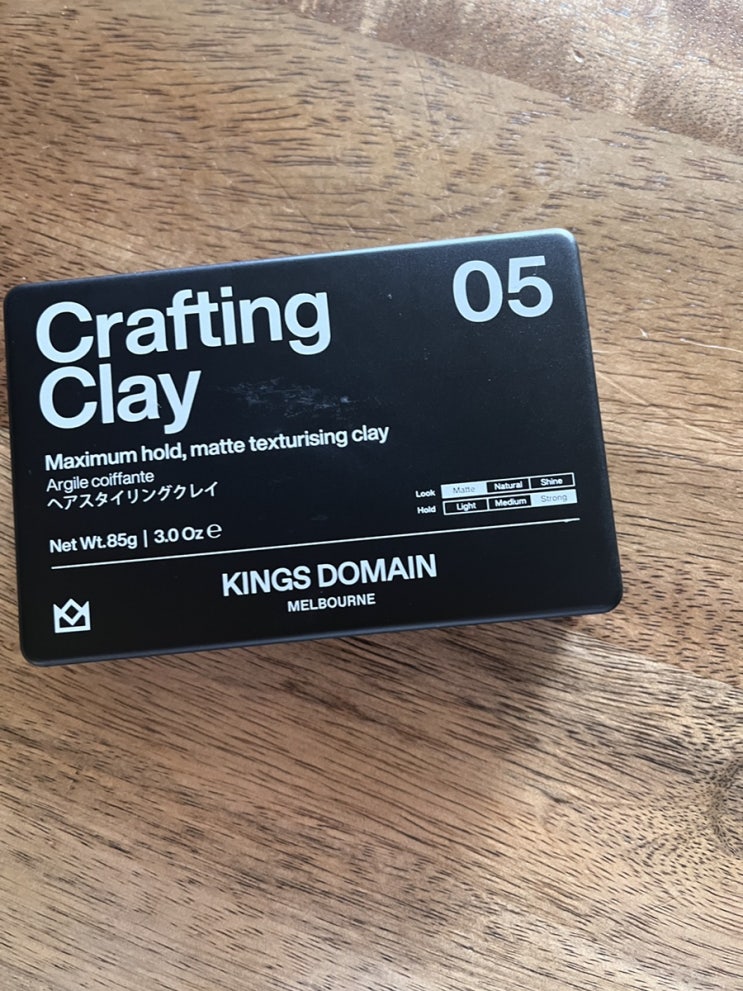 Crafting
Clay
05
Maximum hold, matte texturising clay
Argile coiffante
ヘアスタイリングクレイ
Net Wt.85g | 3.0 Oz ℮
Look Matte Natural Shine
Hold Light Medium Strong
KINGS DOMAIN
MELBOURNE